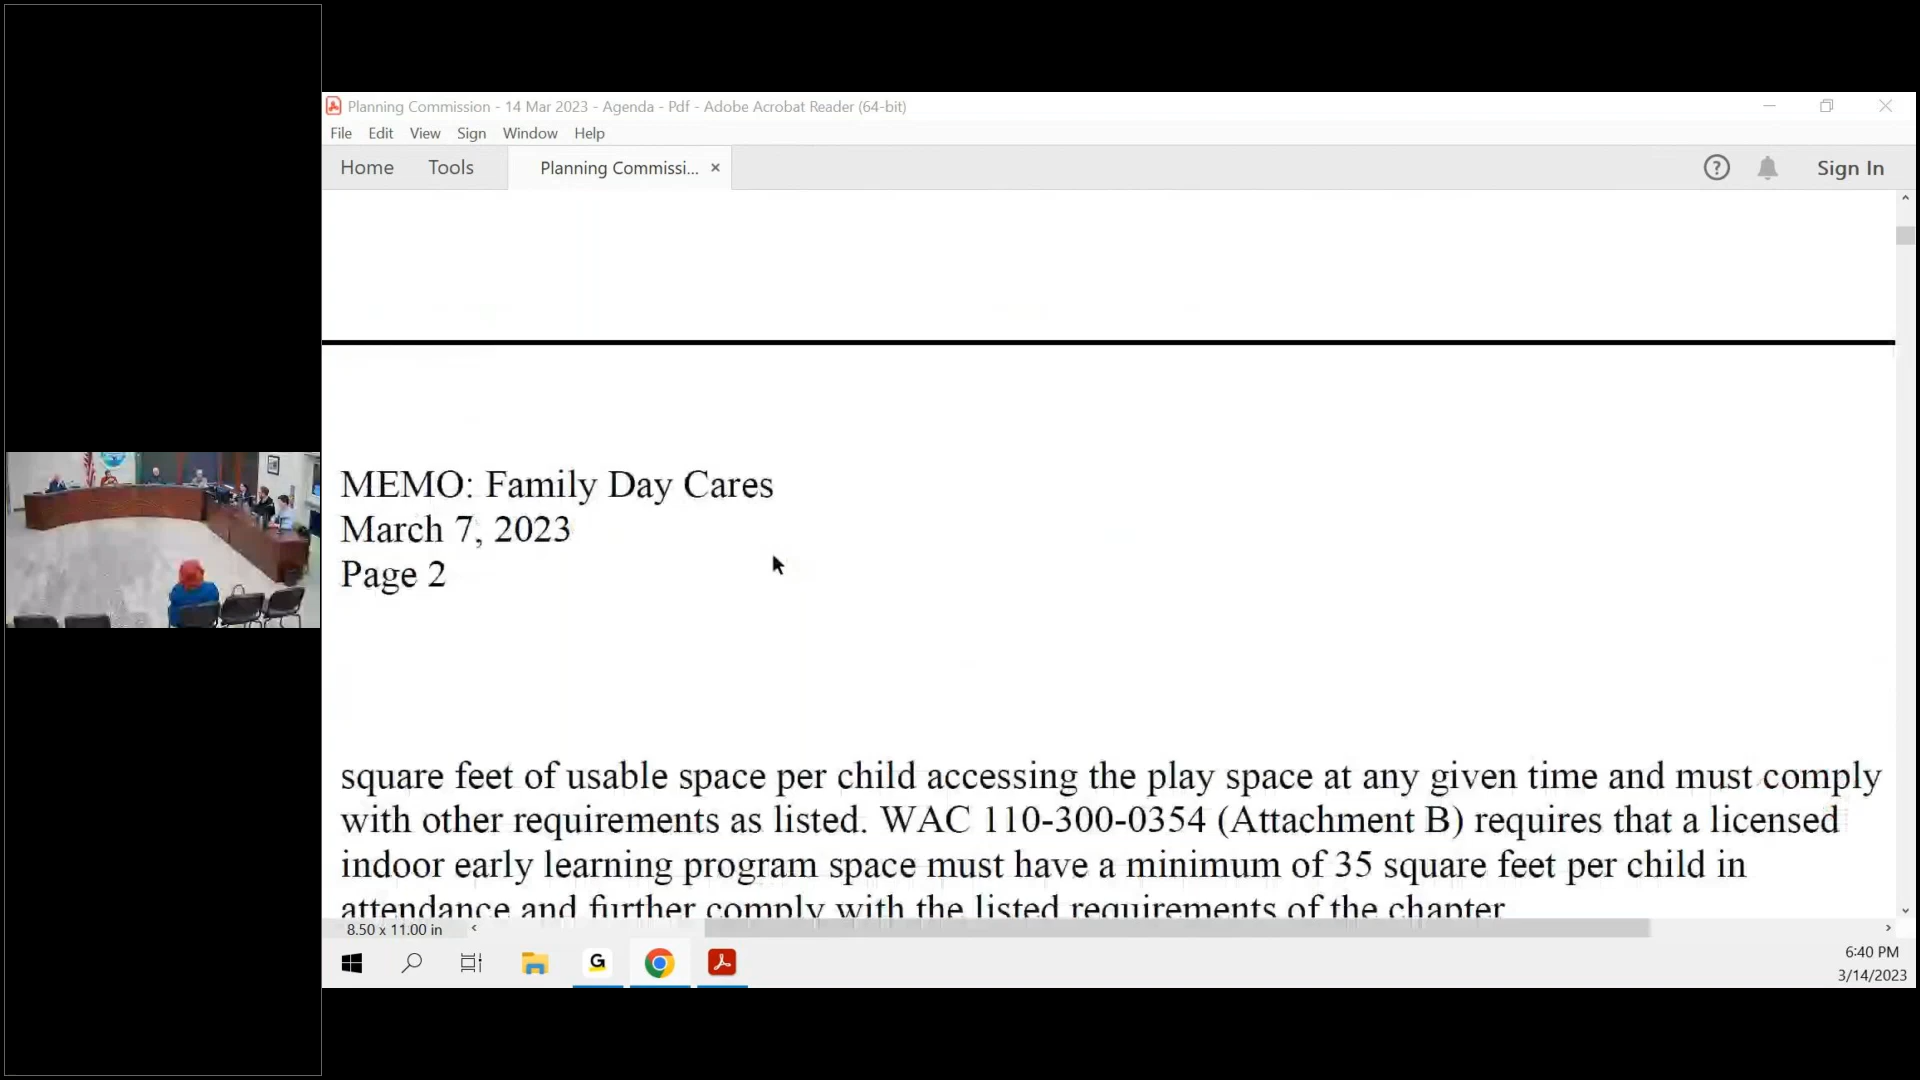 Planning Commission - 14 Mar 2023 - Agenda - Pdf - Adobe Acrobat Reader (64-bit)
File Edit View Sign Window Help
Home Tools Planning Commissi... × Sign In
MEMO: Family Day Cares
March 7, 2023
Page 2
square feet of usable space per child accessing the play space at any given time and must comply
with other requirements as listed. WAC 110-300-0354 (Attachment B) requires that a licensed
indoor early learning program space must have a minimum of 35 square feet per child in
attendance and further comply with the listed requirements of the chapter
8.50 x 11.00 in
G
6:40 PM
3/14/2023